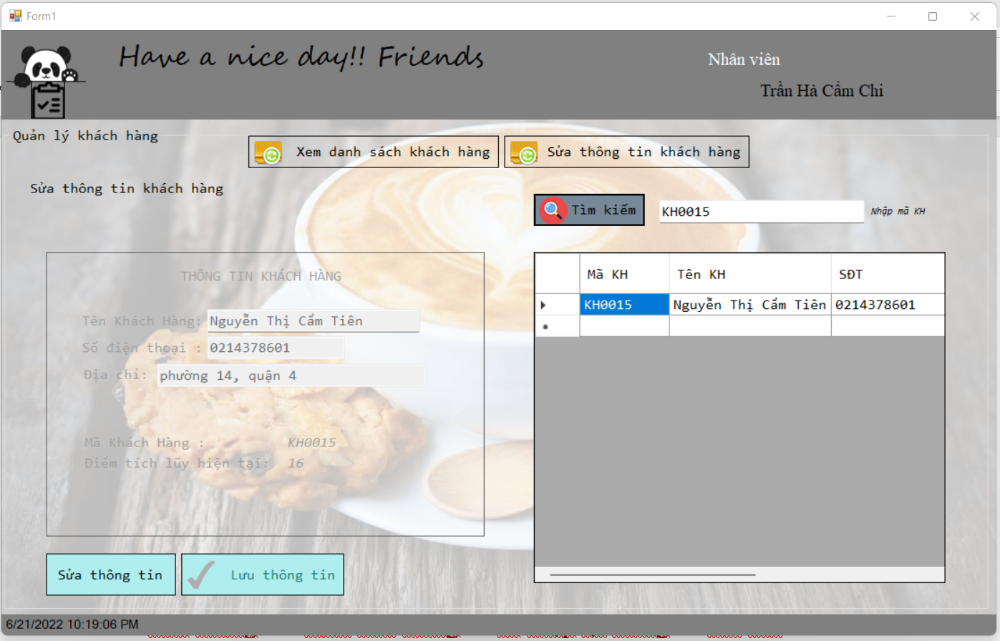 Form1
Have a nice day!! Friends
Nhân viên
Trần Hà Cẩm Chi
Quản lý khách hàng
Xem danh sách khách hàng
Sửa thông tin khách hàng
Sửa thông tin khách hàng
Tìm kiếm
KH0015
Nhập mã KH
THÔNG TIN KHÁCH HÀNG
Tên Khách Hàng: Nguyễn Thị Cẩm Tiên
Số điện thoại : 0214378601
Địa chỉ: phường 14, quận 4
Mã Khách Hàng : KH0015
Điểm tích lũy hiện tại: 16
Mã KH Tên KH SĐT
KH0015 Nguyễn Thị Cẩm Tiên 0214378601
Sửa thông tin
Lưu thông tin
6/21/2022 10:19:06 PM